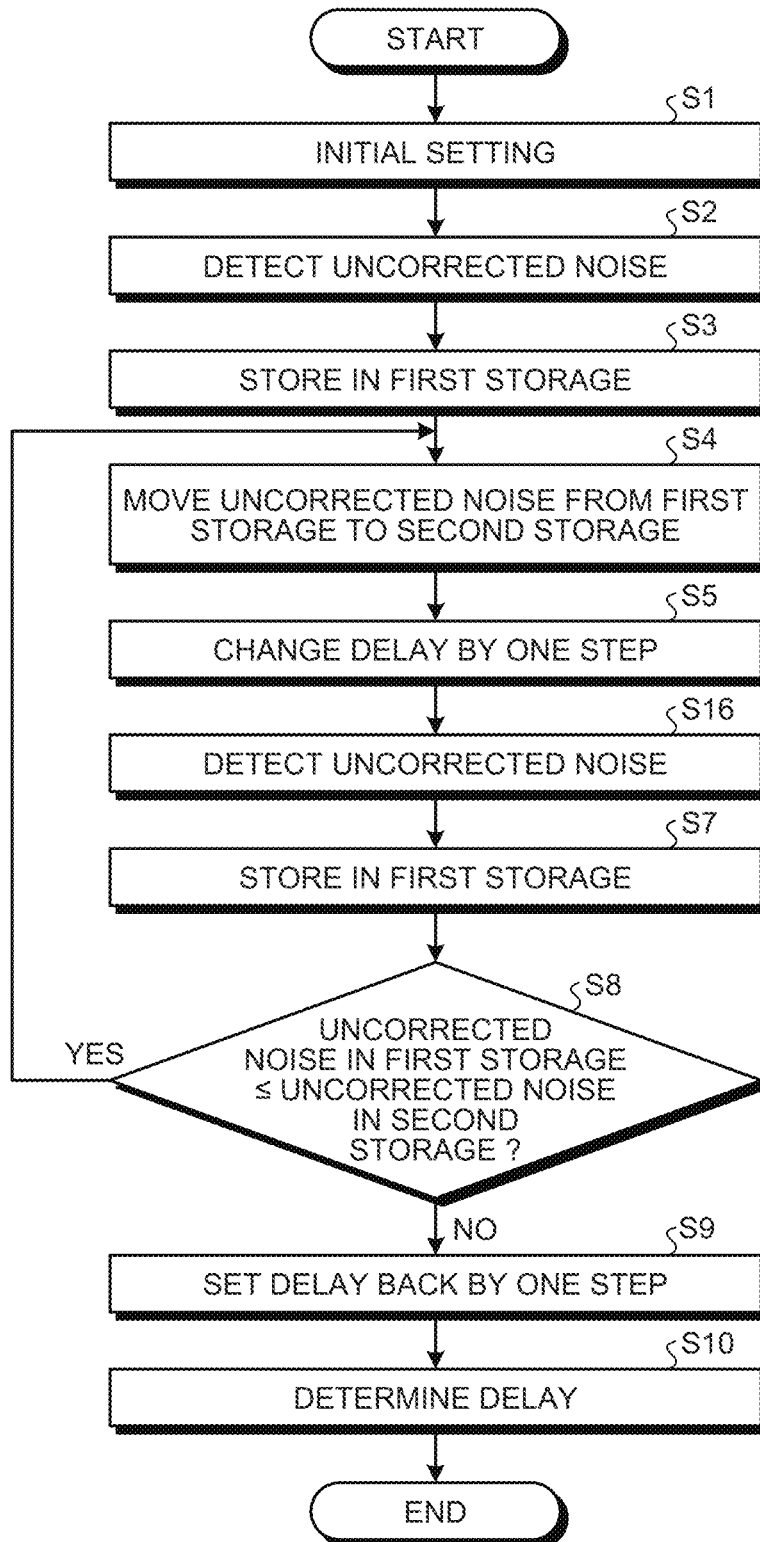 START
S1
INITIAL SETTING
S2
DETECT UNCORRECTED NOISE
S3
STORE IN FIRST STORAGE
S4
MOVE UNCORRECTED NOISE FROM FIRST
STORAGE TO SECOND STORAGE
S5
CHANGE DELAY BY ONE STEP
S16
DETECT UNCORRECTED NOISE
S7
STORE IN FIRST STORAGE
S8
UNCORRECTED
NOISE IN FIRST STORAGE
≤ UNCORRECTED NOISE
IN SECOND
STORAGE ?
YES
NO
S9
SET DELAY BACK BY ONE STEP
S10
DETERMINE DELAY
END